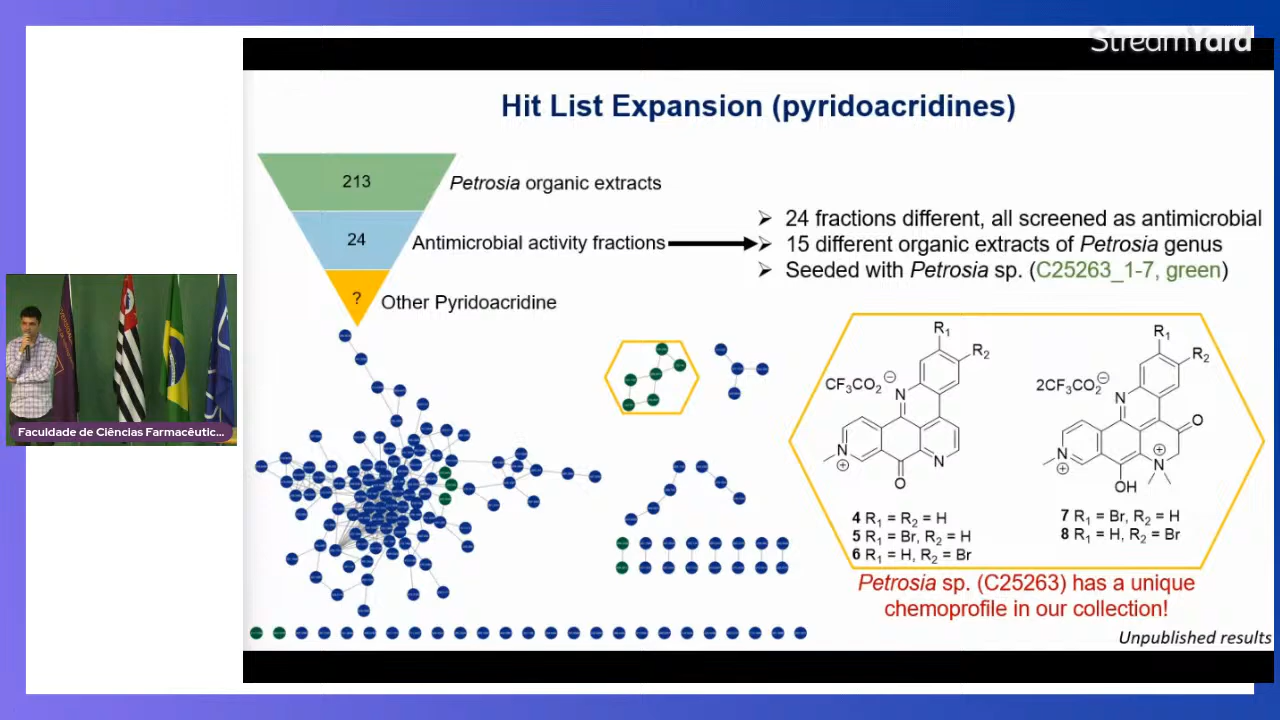 StreamYard
Hit List Expansion (pyridoacridines)
213
Petrosia organic extracts
24
Antimicrobial activity fractions
?
Other Pyridoacridine
➢ 24 fractions different, all screened as antimicrobial
➢ 15 different organic extracts of Petrosia genus
➢ Seeded with Petrosia sp. (C25263_1-7, green)
R₁
R₂
CF₃CO₂⊖
N
N
⊕
O
N
4 R₁ = R₂ = H
5 R₁ = Br, R₂ = H
6 R₁ = H, R₂ = Br
R₁
R₂
2CF₃CO₂⊖
N
O
N
⊕
⊕
N
OH
7 R₁ = Br, R₂ = H
8 R₁ = H, R₂ = Br
Petrosia sp. (C25263) has a unique
chemoprofile in our collection!
Unpublished results
Faculdade de Ciências Farmacêutic...